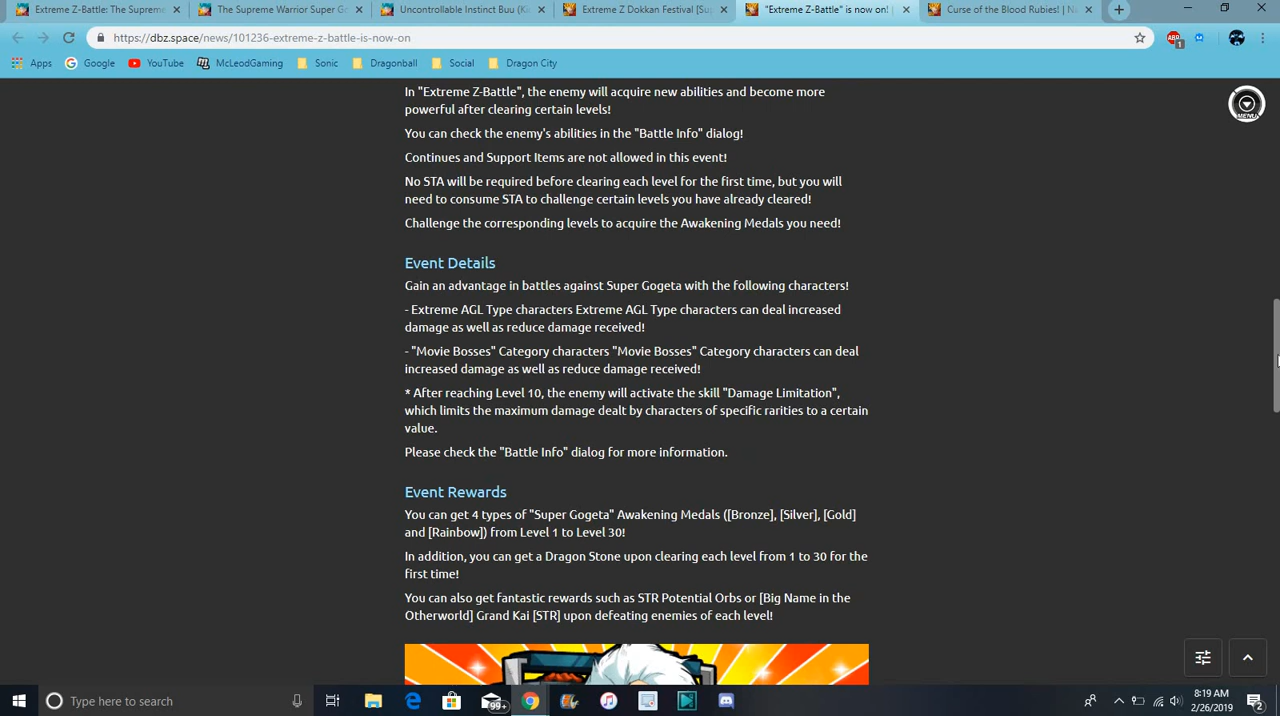 Extreme Z-Battle: The Supreme
The Supreme Warrior Super Go
Uncontrollable Instinct Buu (Ki
Extreme Z Dokkan Festival [Su
"Extreme Z-Battle" is now on!
Curse of the Blood Rubies! | Na
https://dbz.space/news/101236-extreme-z-battle-is-now-on
ABP
1
Apps
Google
YouTube
McLeodGaming
Sonic
Dragonball
Social
Dragon City
In "Extreme Z-Battle", the enemy will acquire new abilities and become more
powerful after clearing certain levels!
MENU
You can check the enemy's abilities in the "Battle Info" dialog!
Continues and Support Items are not allowed in this event!
No STA will be required before clearing each level for the first time, but you will
need to consume STA to challenge certain levels you have already cleared!
Challenge the corresponding levels to acquire the Awakening Medals you need!
Event Details
Gain an advantage in battles against Super Gogeta with the following characters!
- Extreme AGL Type characters Extreme AGL Type characters can deal increased
damage as well as reduce damage received!
- "Movie Bosses" Category characters "Movie Bosses" Category characters can deal
increased damage as well as reduce damage received!
* After reaching Level 10, the enemy will activate the skill "Damage Limitation",
which limits the maximum damage dealt by characters of specific rarities to a certain
value.
Please check the "Battle Info" dialog for more information.
Event Rewards
You can get 4 types of "Super Gogeta" Awakening Medals ([Bronze], [Silver], [Gold]
and [Rainbow]) from Level 1 to Level 30!
In addition, you can get a Dragon Stone upon clearing each level from 1 to 30 for the
first time!
You can also get fantastic rewards such as STR Potential Orbs or [Big Name in the
Otherworld] Grand Kai [STR] upon defeating enemies of each level!
Type here to search
99+
8:19 AM
2/26/2019
2